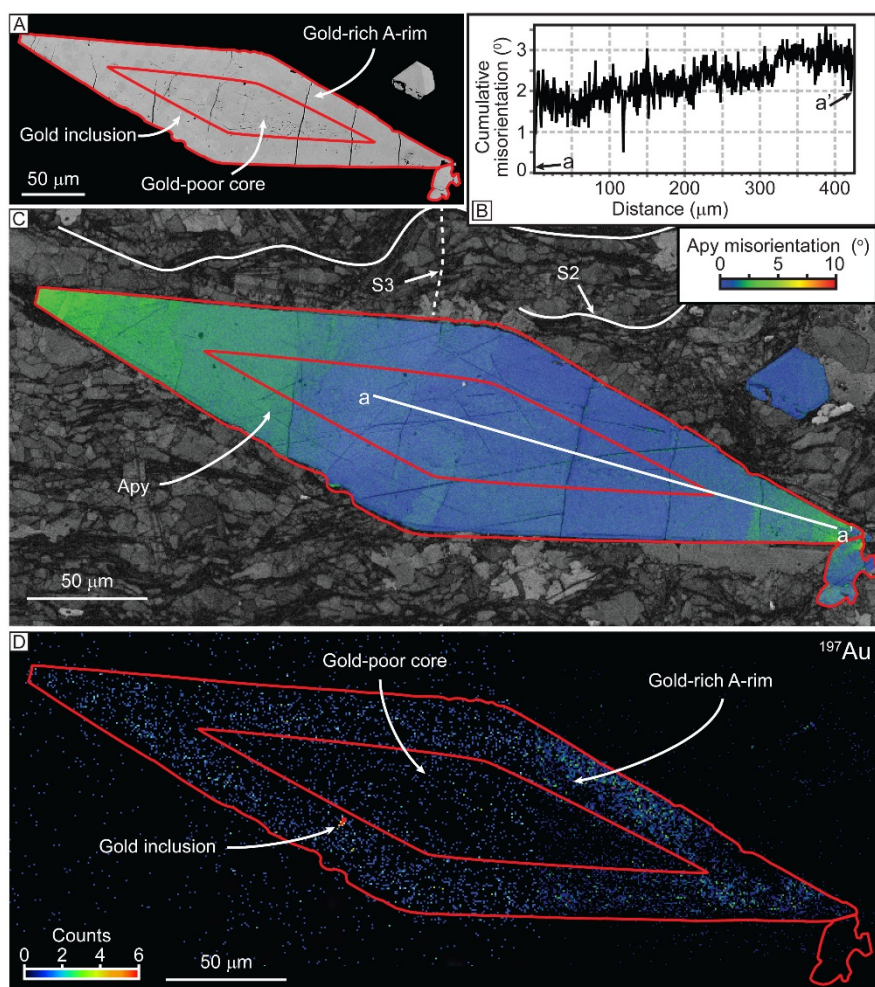 A
Gold-rich A-rim
Gold inclusion
Gold-poor core
50 μm
Cumulative
misorientation (⁰)
3
2
1
0
a
a'
100
200
300
400
B
Distance (μm)
C
Apy misorientation (°)
0
5
10
S3
S2
a
Apy
a'
50 μm
D
¹⁹⁷Au
Gold-poor core
Gold-rich A-rim
Gold inclusion
Counts
0
2
4
6
50 μm